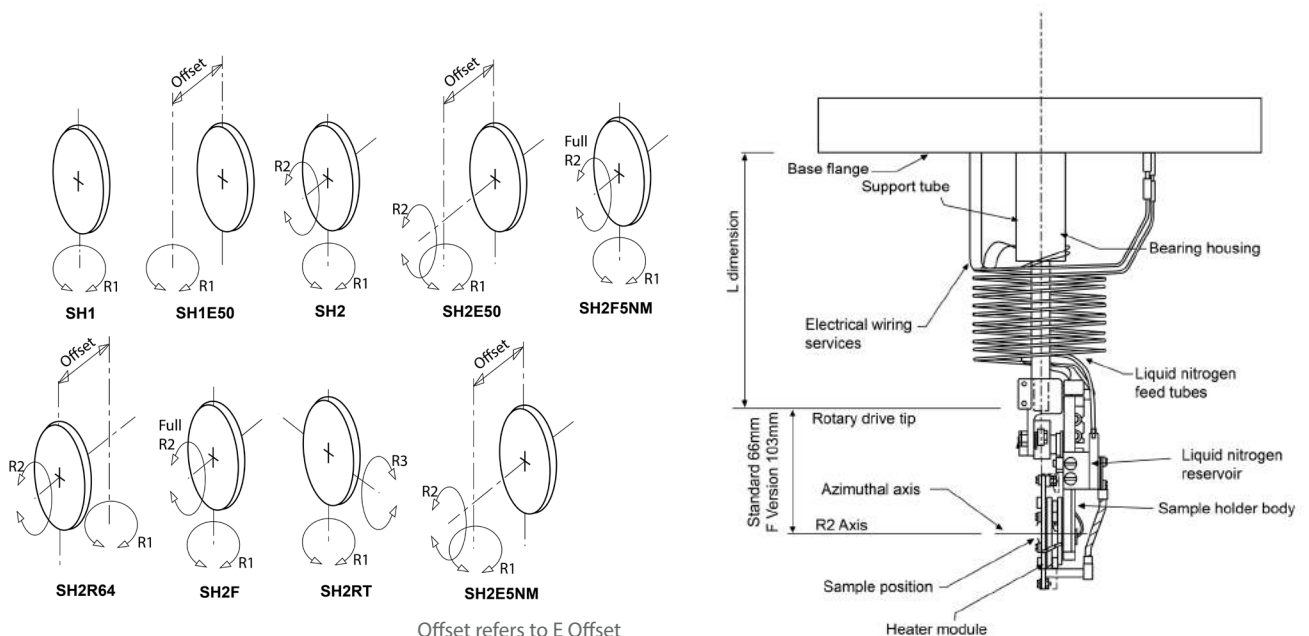 Offset
R1
SH1
Offset
R1
SH1E50
R2
R1
SH2
Offset
R2
R1
SH2E50
Full
R2
R1
SH2F5NM
Offset
R2
R1
SH2R64
Full
R2
R1
SH2F
R3
R1
SH2RT
Offset
R2
R1
SH2E5NM
Offset refers to E Offset
Base flange
Support tube
Bearing housing
L dimension
Electrical wiring
services
Liquid nitrogen
feed tubes
Rotary drive tip
Standard 66mm
F Version 103mm
Liquid nitrogen
reservoir
Azimuthal axis
Sample holder body
R2 Axis
Sample position
Heater module